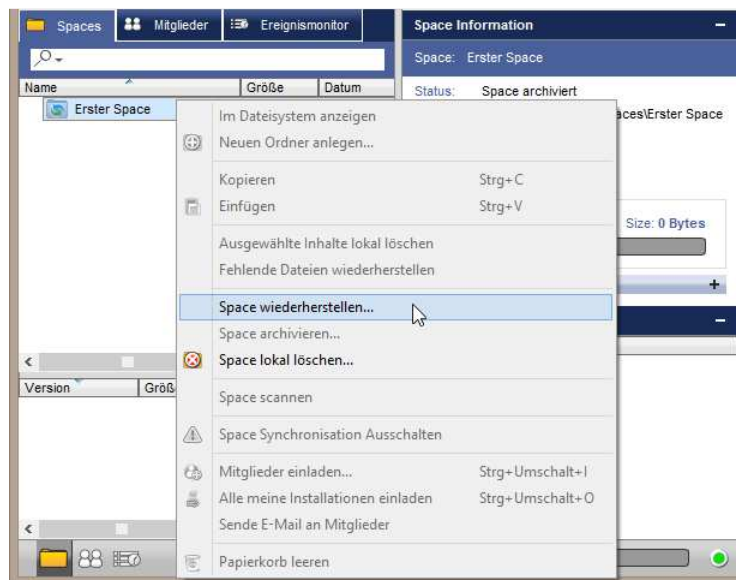 Spaces Mitglieder Ereignismonitor
Space Information
Space: Erster Space
Name Größe Datum
Status: Space archiviert
Erster Space
aces\Erster Space
Im Dateisystem anzeigen
Neuen Ordner anlegen...
Kopieren Strg+C
Einfügen Strg+V
Size: 0 Bytes
Ausgewählte Inhalte lokal löschen
Fehlende Dateien wiederherstellen
Space wiederherstellen...
Space archivieren...
Space lokal löschen...
Version Größ
Space scannen
Space Synchronisation Ausschalten
Mitglieder einladen... Strg+Umschalt+I
Alle meine Installationen einladen Strg+Umschalt+O
Sende E-Mail an Mitglieder
Papierkorb leeren